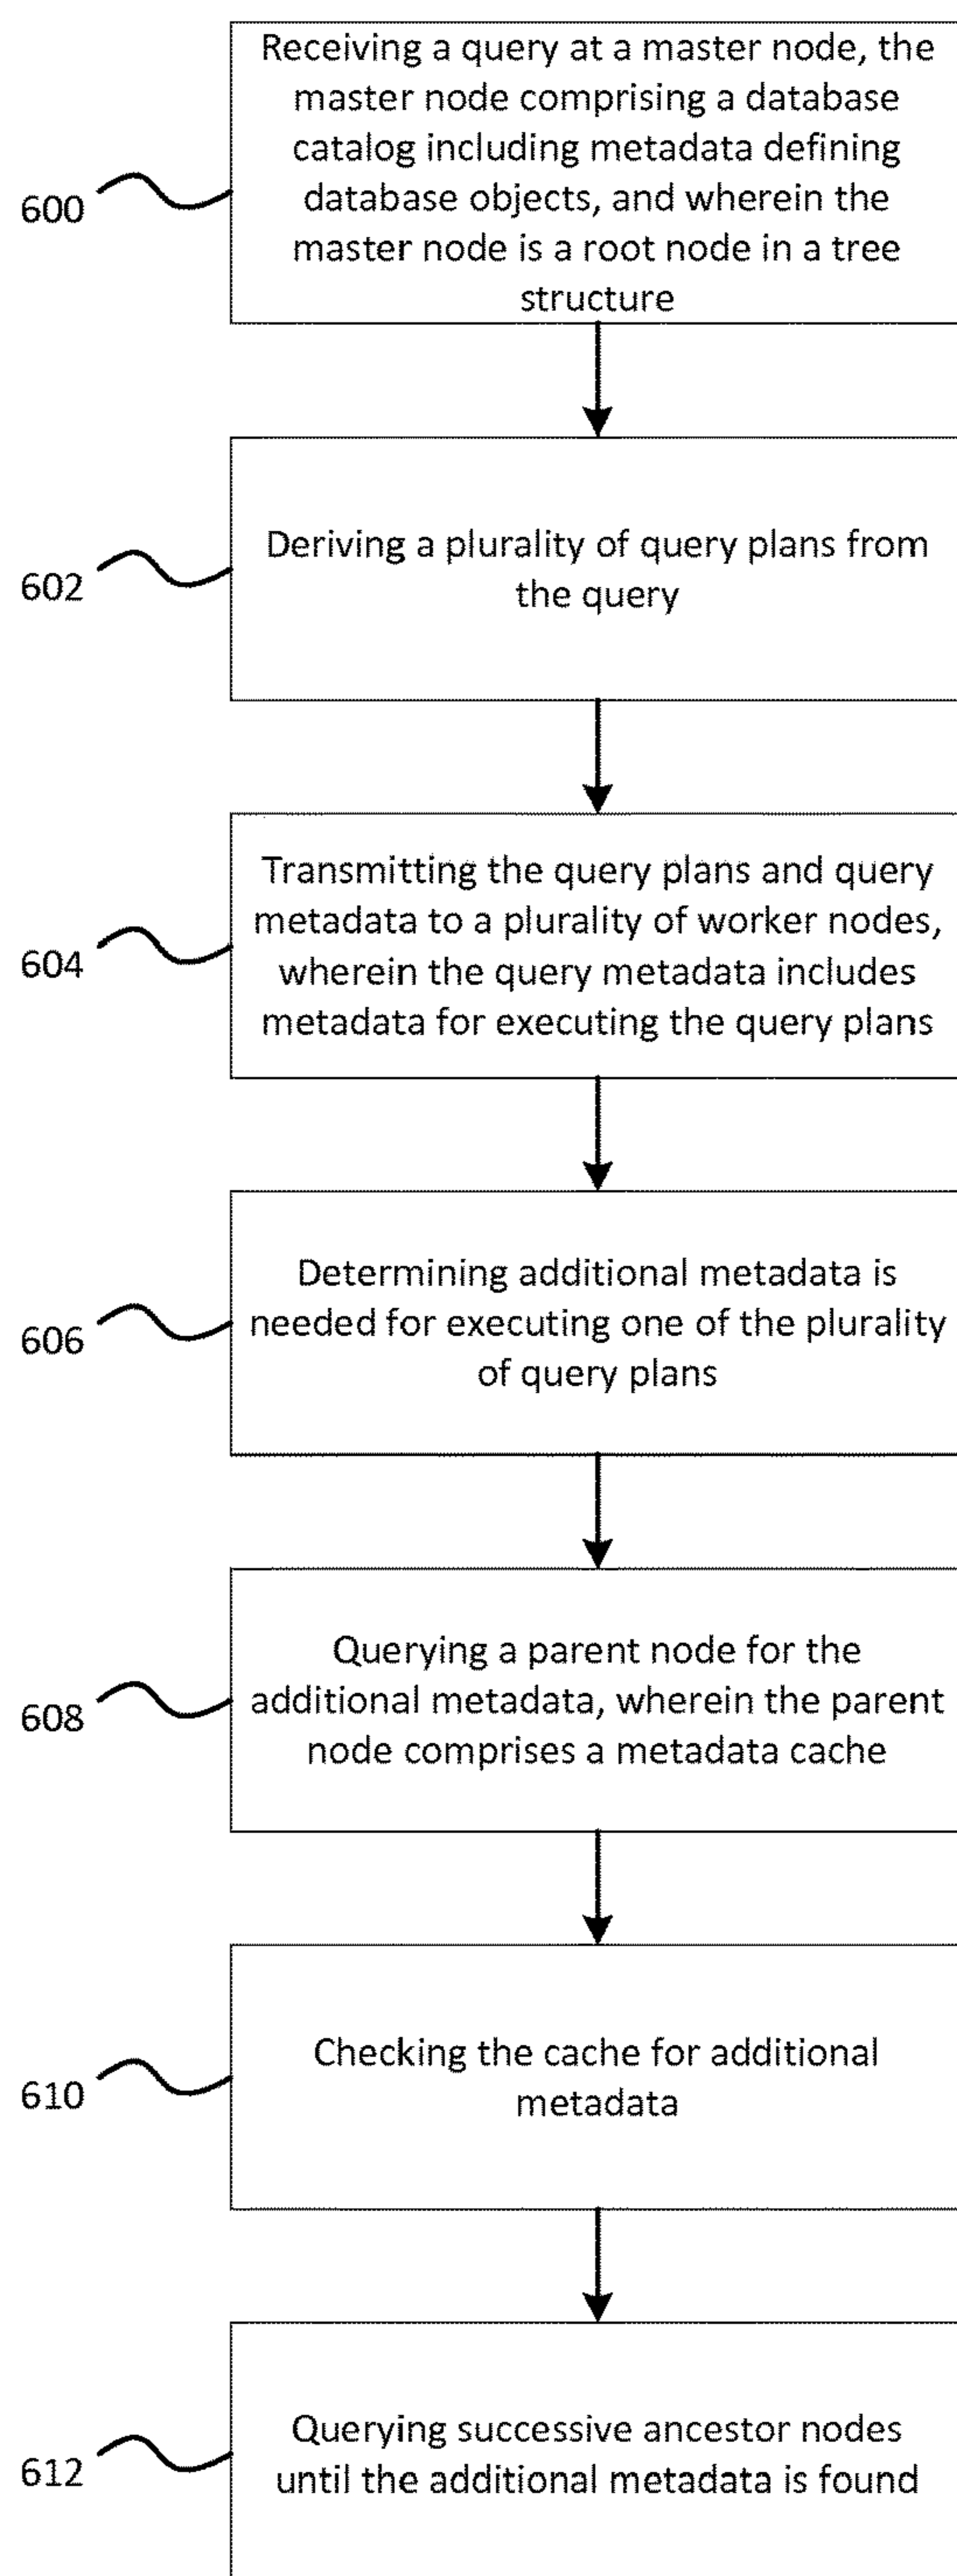 Receiving a query at a master node, the
master node comprising a database
catalog including metadata defining
database objects, and wherein the
master node is a root node in a tree
structure
600
Deriving a plurality of query plans from
the query
602
Transmitting the query plans and query
metadata to a plurality of worker nodes,
wherein the query metadata includes
metadata for executing the query plans
604
Determining additional metadata is
needed for executing one of the plurality
of query plans
606
Querying a parent node for the
additional metadata, wherein the parent
node comprises a metadata cache
608
Checking the cache for additional
metadata
610
Querying successive ancestor nodes
until the additional metadata is found
612